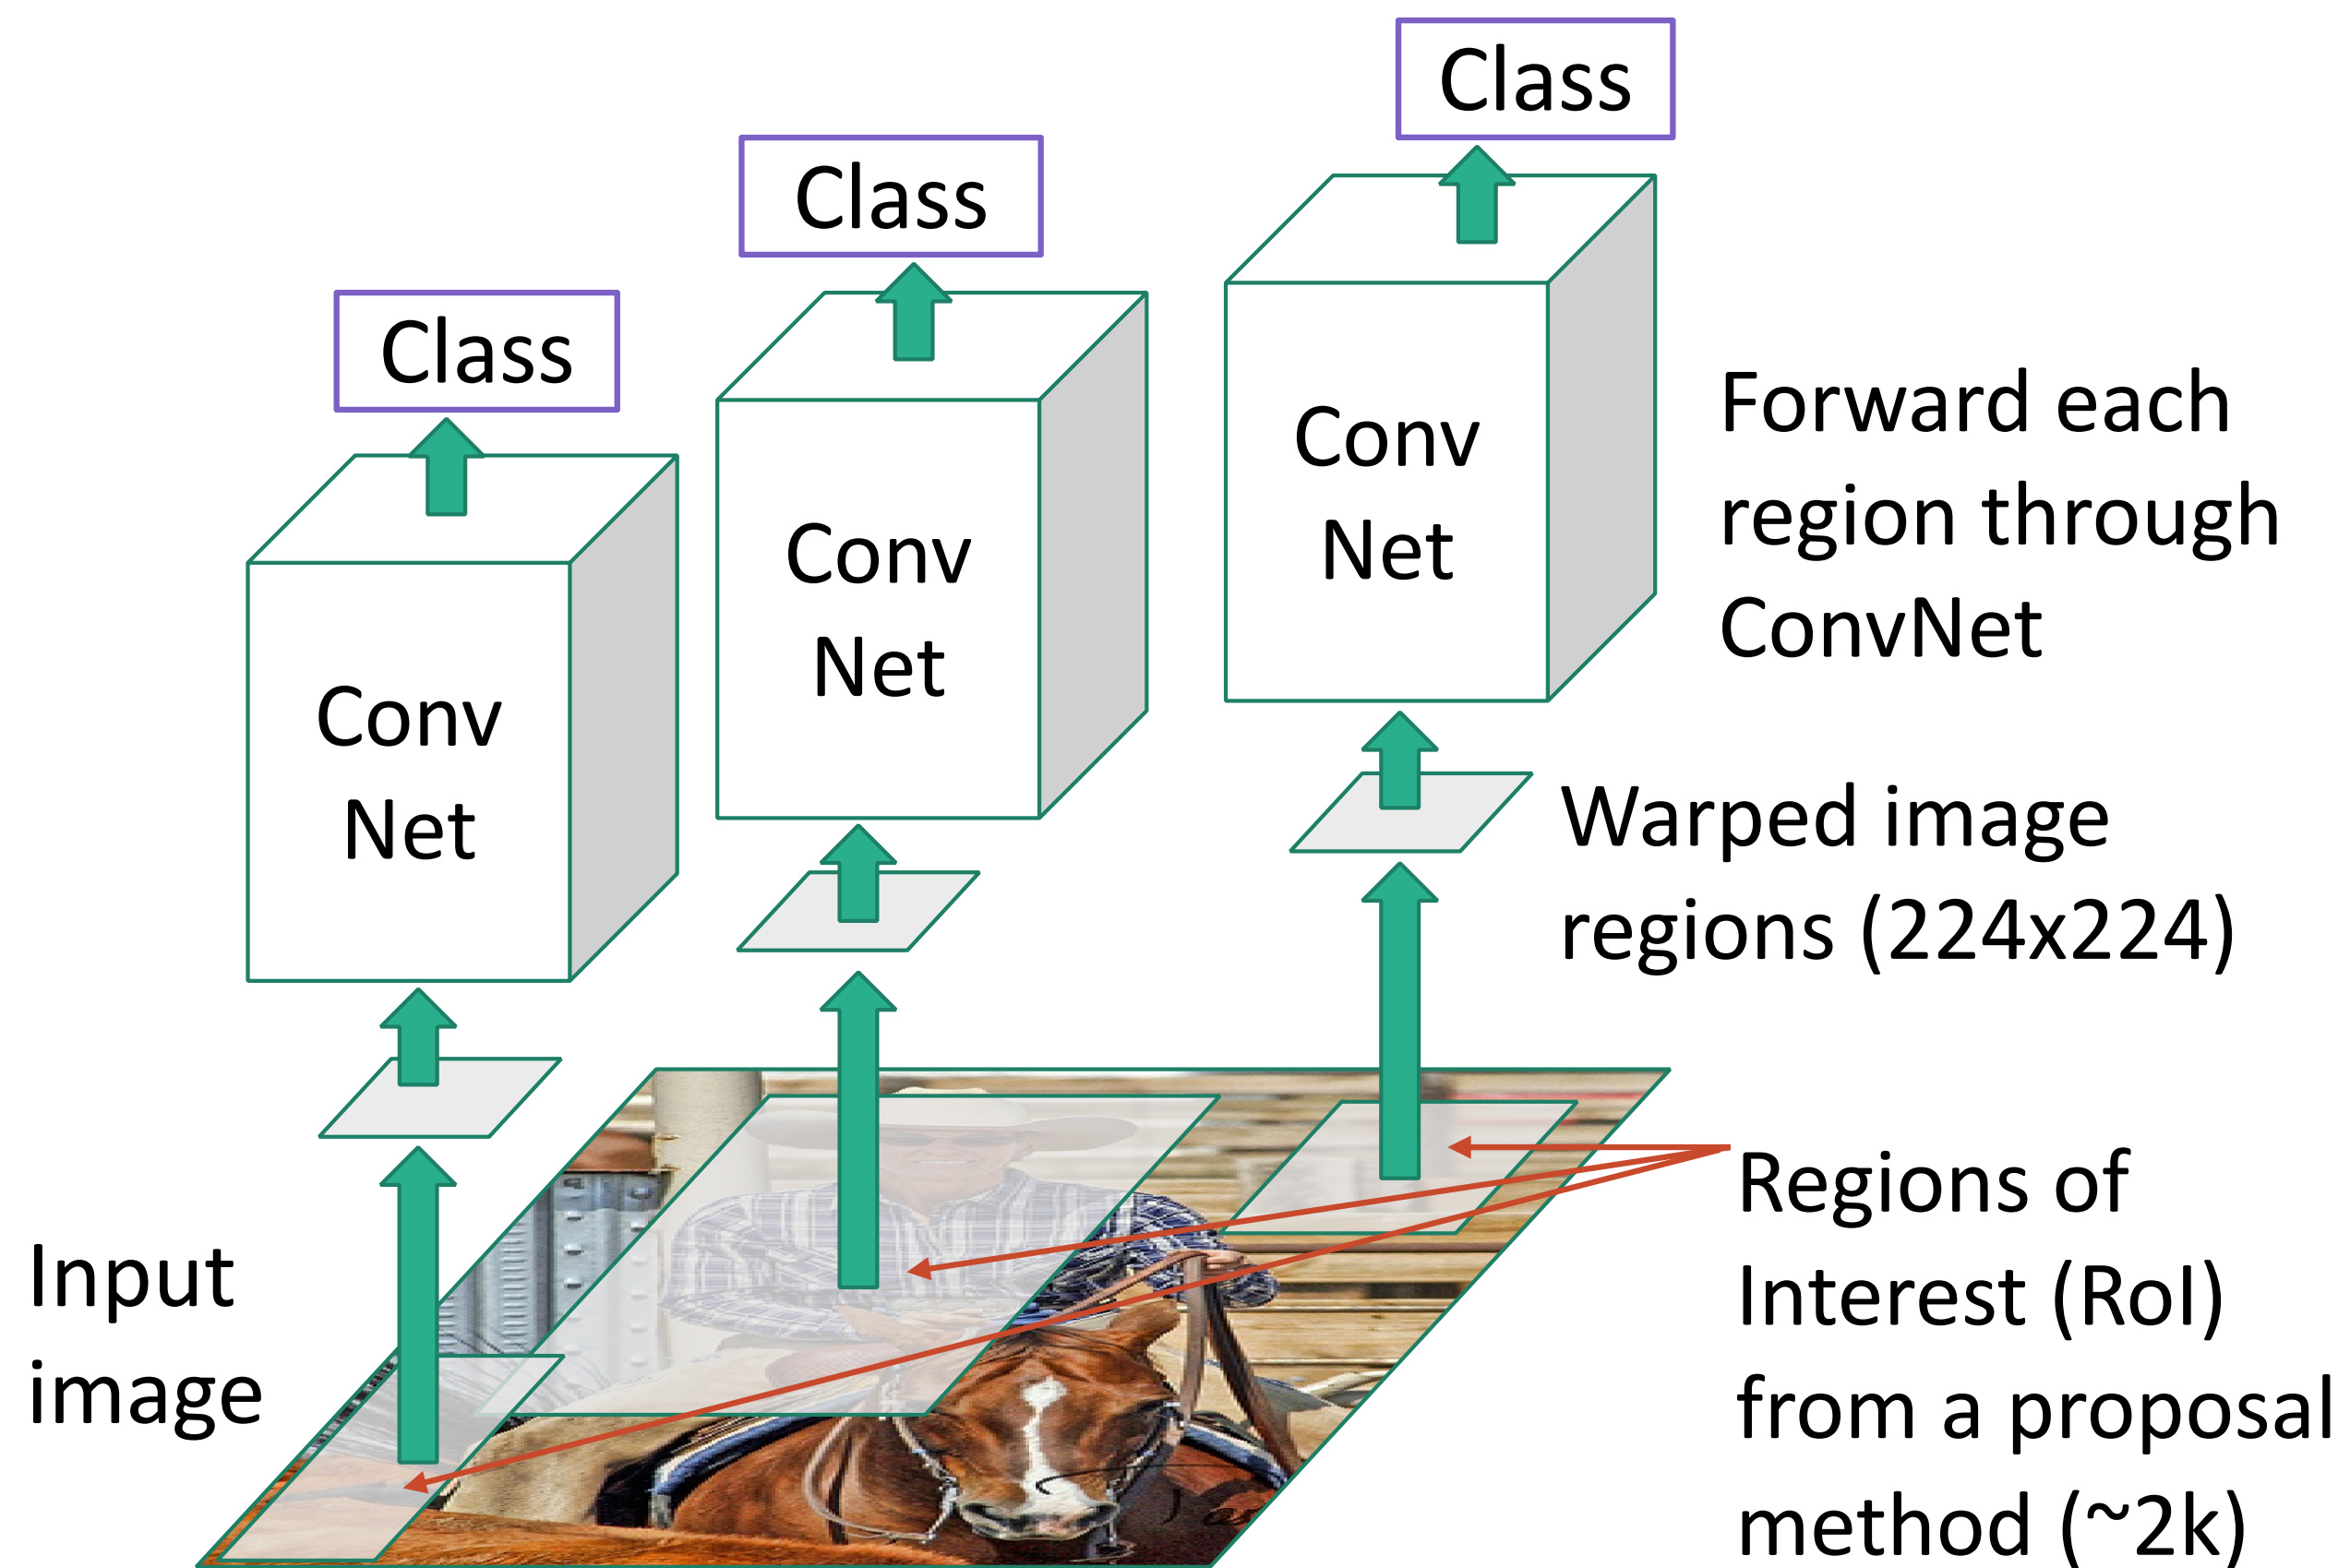 Class
Class
Class
Conv
Net
Conv
Net
Conv
Net
Forward each
region through
ConvNet
Warped image
regions (224x224)
Input
image
Regions of
Interest (RoI)
from a proposal
method (~2k)